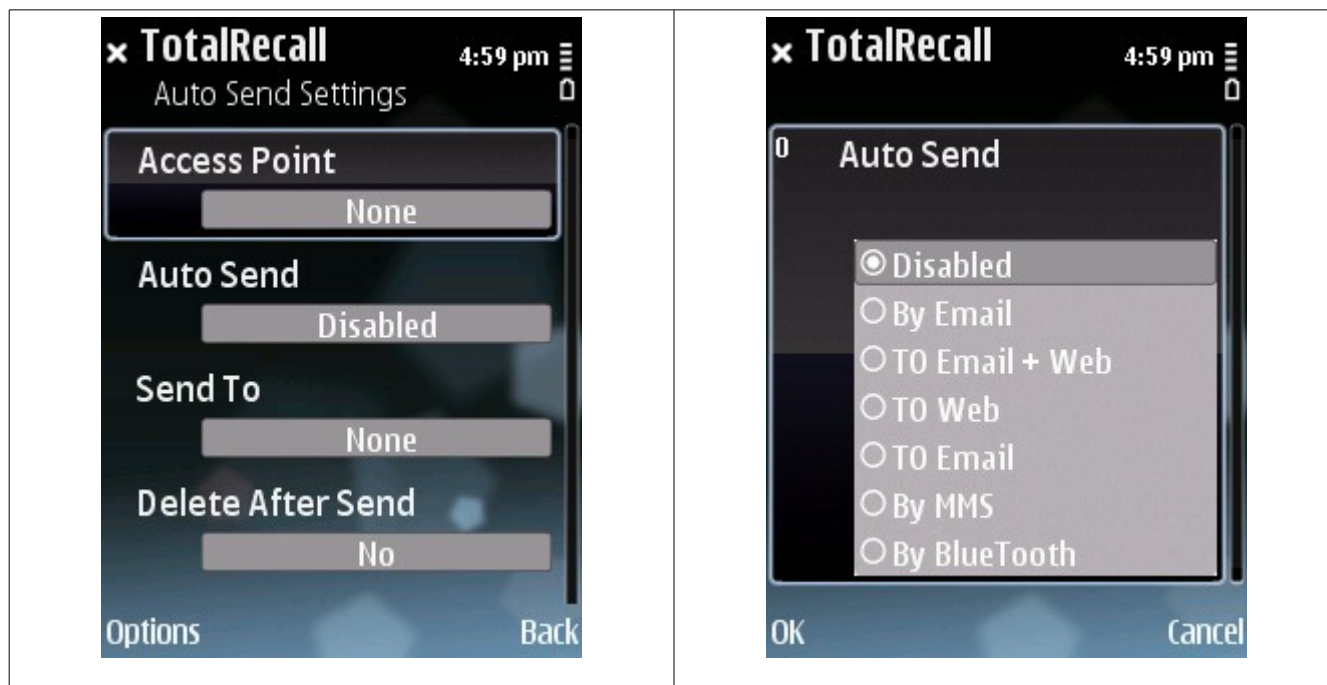 TotalRecall
4:59 pm
Auto Send Settings
Access Point
None
Auto Send
Disabled
Send To
None
Delete After Send
No
Options
Back
TotalRecall
4:59 pm
0
Auto Send
Disabled
By Email
TO Email + Web
TO Web
TO Email
By MMS
By BlueTooth
OK
Cancel